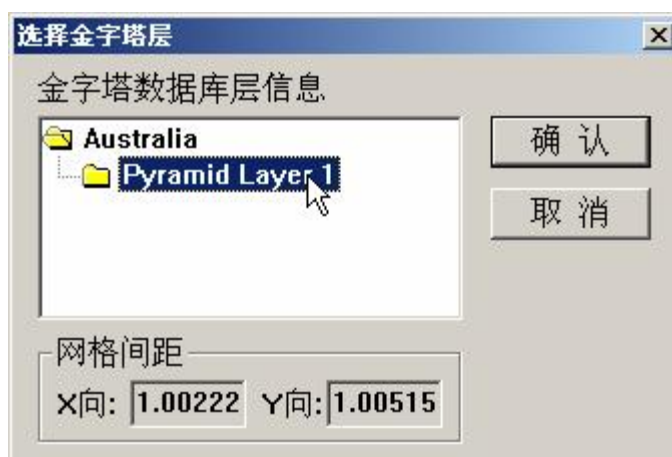 选择金字塔层
金字塔数据库层信息
Australia
Pyramid Layer 1
确 认
取 消
网格间距
X向: 1.00222 Y向: 1.00515